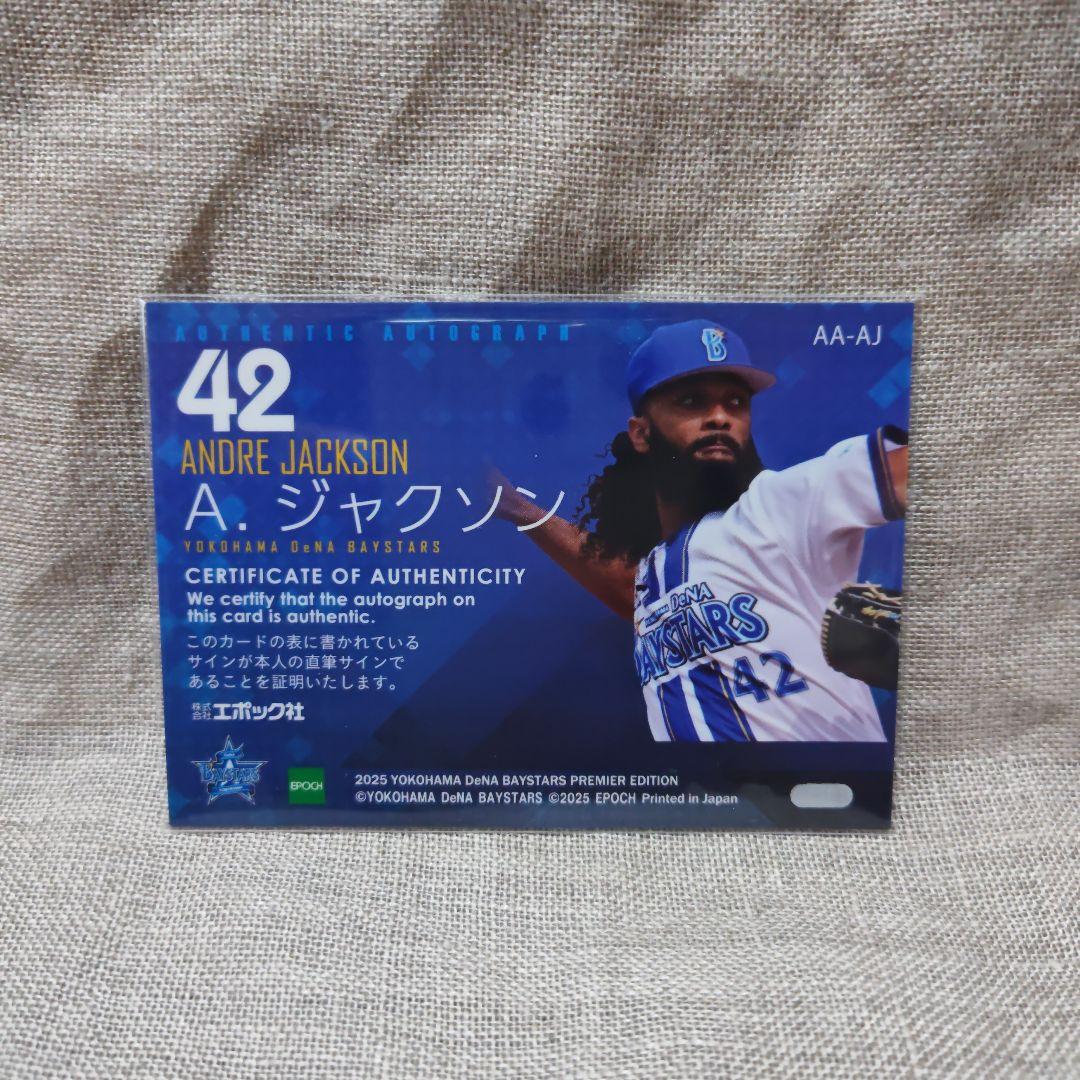 AUTHENTIC AUTOGRAPH
AA-AJ
42
ANDRE JACKSON
A. ジャクソン
YOKOHAMA DeNA BAYSTARS
CERTIFICATE OF AUTHENTICITY
We certify that the autograph on
this card is authentic.
このカードの表に書かれている
サインが本人の直筆サインで
あることを証明いたします。
株式会社エポック社
B
DeNA
BAYSTARS
42
BAYSTARS
EPOCH
2025 YOKOHAMA DeNA BAYSTARS PREMIER EDITION
©YOKOHAMA DeNA BAYSTARS ©2025 EPOCH Printed in Japan